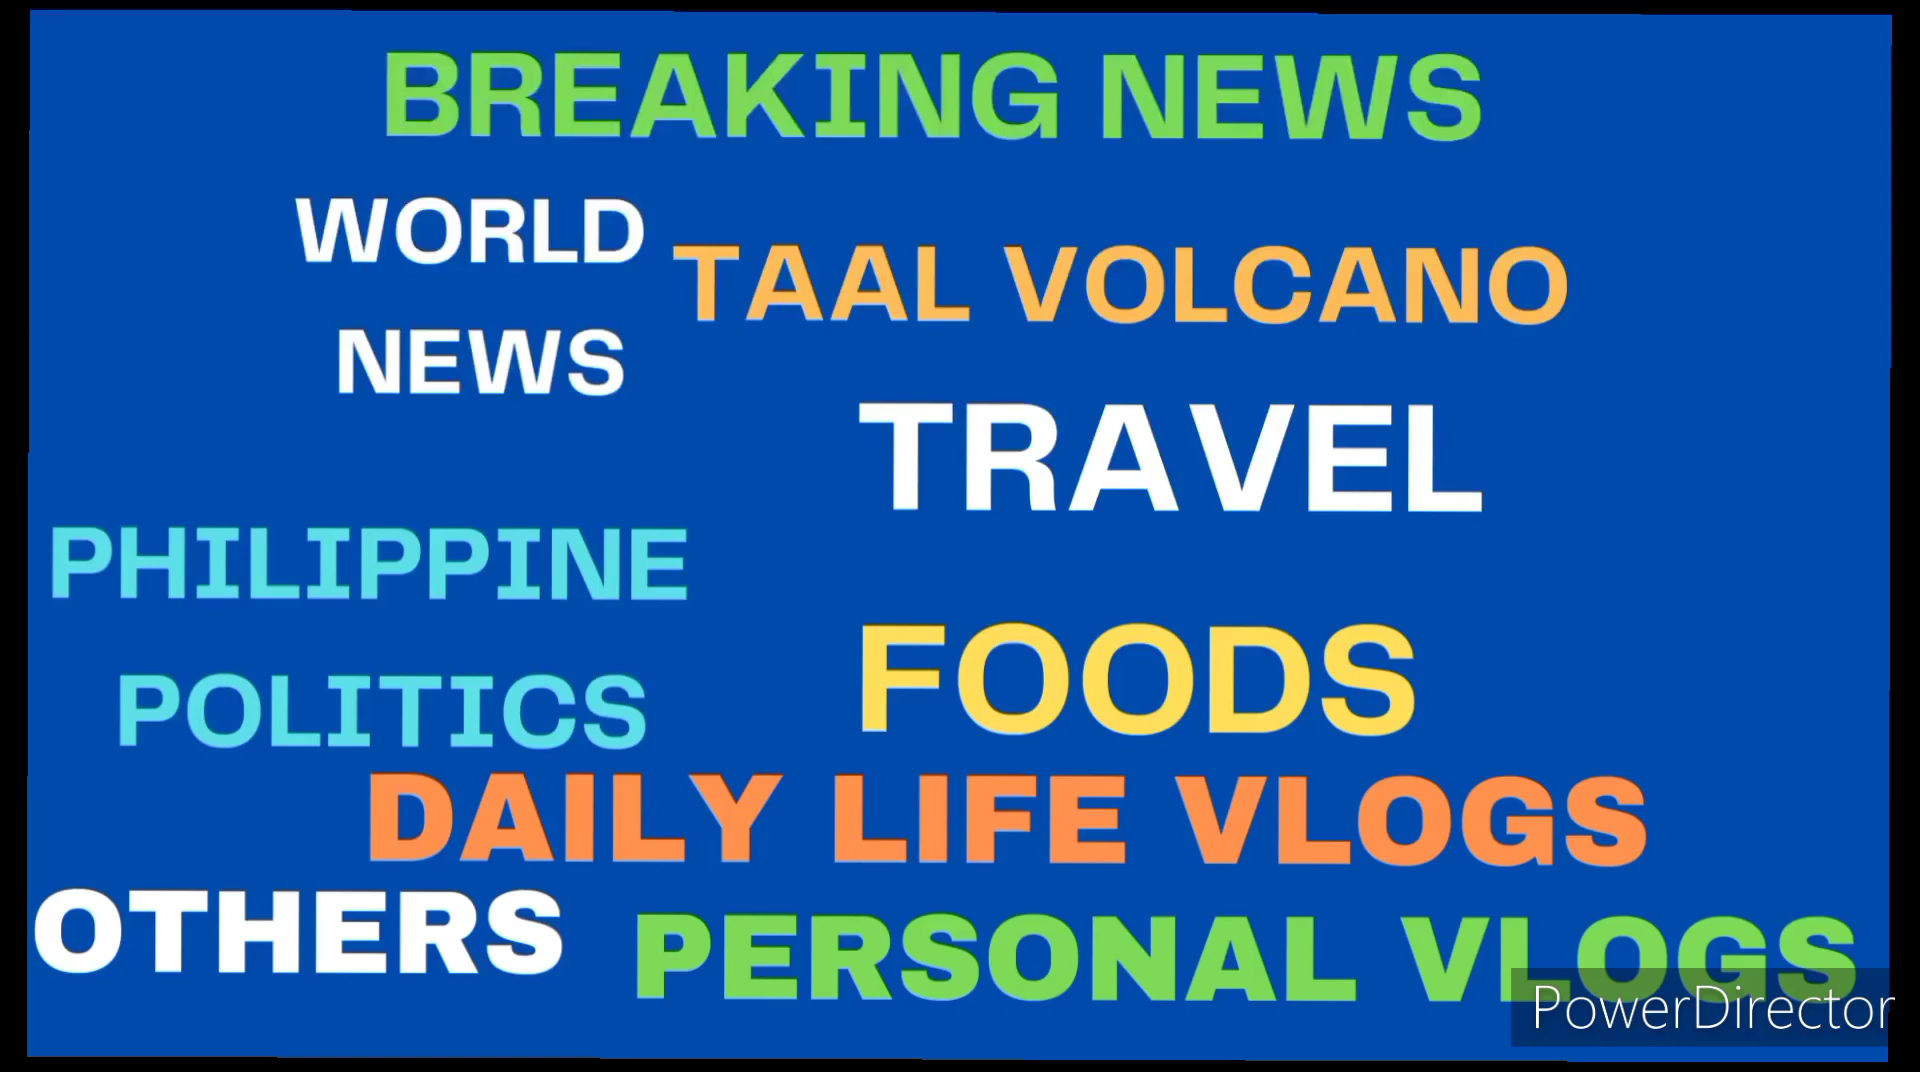 BREAKING NEWS
WORLD
NEWS
TAAL VOLCANO
TRAVEL
PHILIPPINE
POLITICS
FOODS
DAILY LIFE VLOGS
OTHERS
PERSONAL VLOGS
PowerDirector